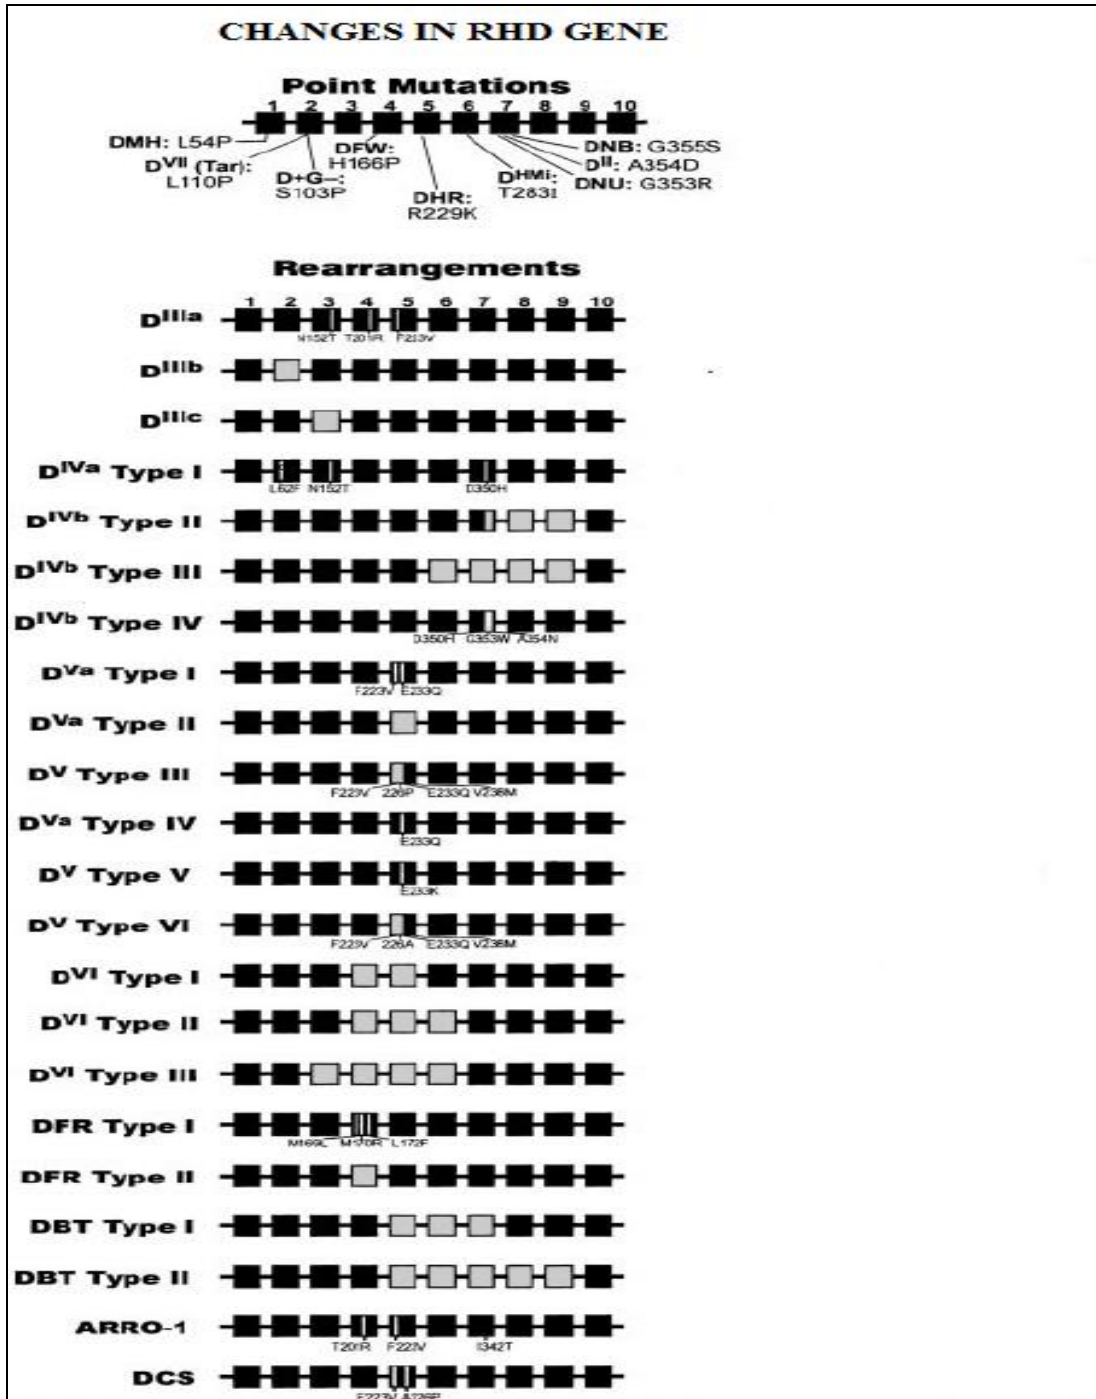 CHANGES IN RHD GENE
Point Mutations
1 2 3 4 5 6 7 8 9 10
DMH: L54P
DVII (Tar): L110P
D+G–: S103P
DFW: H166P
DHR: R229K
DHMi: T283I
DNB: G355S
DII: A354D
DNU: G353R
Rearrangements
1 2 3 4 5 6 7 8 9 10
DIIIa
N152T T201R F223V
DIIIb
DIIIc
DIVa Type I
L62F N152T D350H
DIVb Type II
DIVb Type III
DIVb Type IV
D350H G353W A354N
DVa Type I
F223V E233Q
DVa Type II
DV Type III
F223V 226P E233Q V238M
DVa Type IV
E233Q
DV Type V
E233K
DV Type VI
F223V 226A E233Q V238M
DVI Type I
DVI Type II
DVI Type III
DFR Type I
M169L M170R L172F
DFR Type II
DBT Type I
DBT Type II
ARRO-1
T201R F223V I342T
DCS
F223V A226P